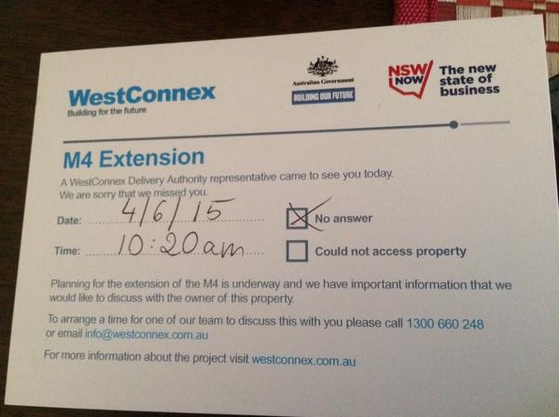 WestConnex
Building for the future
Australian Government
BUILDING OUR FUTURE
NSW
NOW
The new
state of
business
M4 Extension
A WestConnex Delivery Authority representative came to see you today.
We are sorry that we missed you.
Date: 4/6/15
No answer
Time: 10:20am
Could not access property
Planning for the extension of the M4 is underway and we have important information that we
would like to discuss with the owner of this property.
To arrange a time for one of our team to discuss this with you please call 1300 660 248
or email info@westconnex.com.au
For more information about the project visit westconnex.com.au